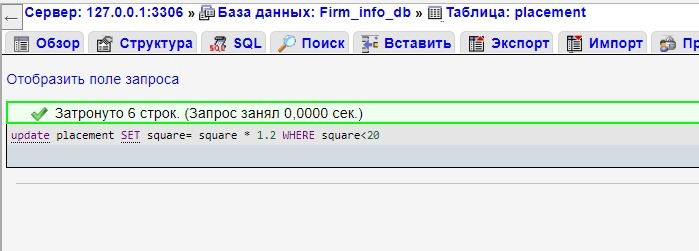 ← Сервер: 127.0.0.1:3306 » База данных: Firm_info_db » Таблица: placement
Обзор Структура SQL Поиск Вставить Экспорт Импорт Пр
Отобразить поле запроса
Затронуто 6 строк. (Запрос занял 0,0000 сек.)
update placement SET square= square * 1.2 WHERE square<20